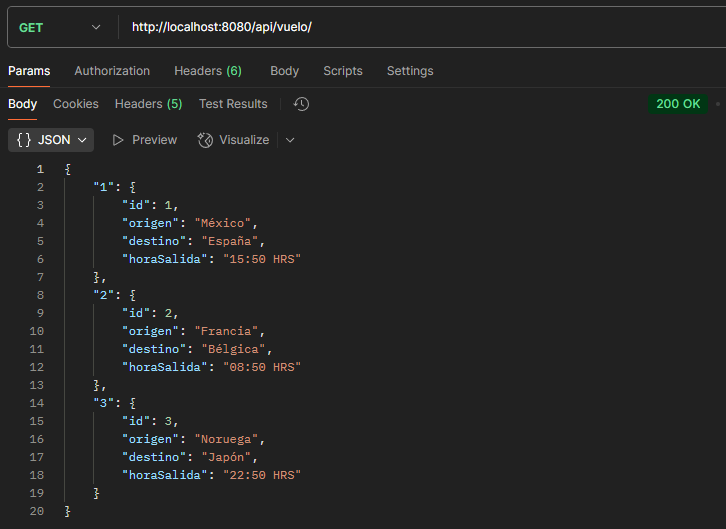 GET http://localhost:8080/api/vuelo/
Params Authorization Headers (6) Body Scripts Settings
Body Cookies Headers (5) Test Results 200 OK
{} JSON Preview Visualize
1 {
2 "1": {
3 "id": 1,
4 "origen": "México",
5 "destino": "España",
6 "horaSalida": "15:50 HRS"
7 },
8 "2": {
9 "id": 2,
10 "origen": "Francia",
11 "destino": "Bélgica",
12 "horaSalida": "08:50 HRS"
13 },
14 "3": {
15 "id": 3,
16 "origen": "Noruega",
17 "destino": "Japón",
18 "horaSalida": "22:50 HRS"
19 }
20 }